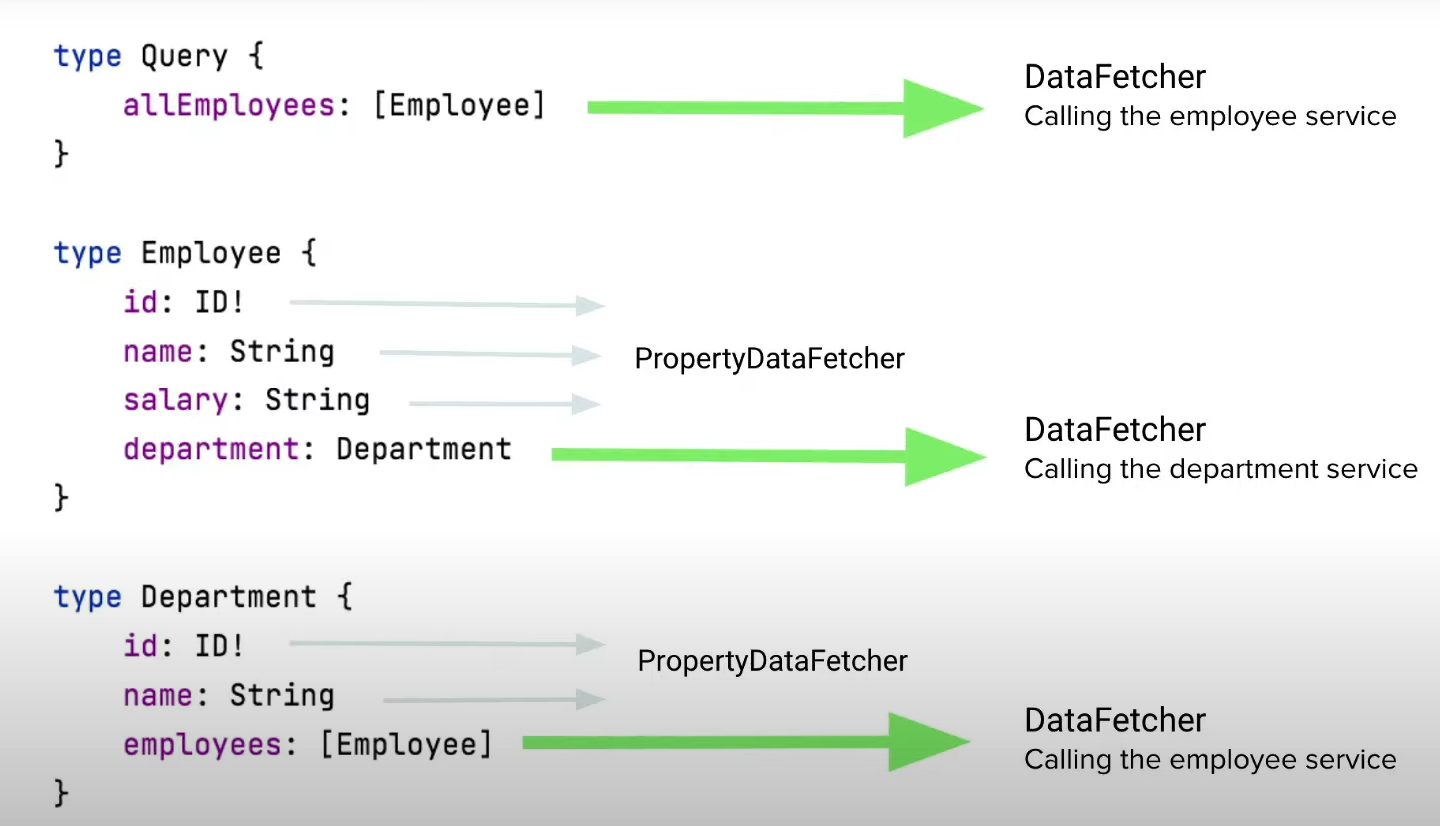 type Query {
allEmployees: [Employee]
}
DataFetcher
Calling the employee service
type Employee {
id: ID!
name: String
salary: String
department: Department
}
PropertyDataFetcher
DataFetcher
Calling the department service
type Department {
id: ID!
name: String
employees: [Employee]
}
PropertyDataFetcher
DataFetcher
Calling the employee service